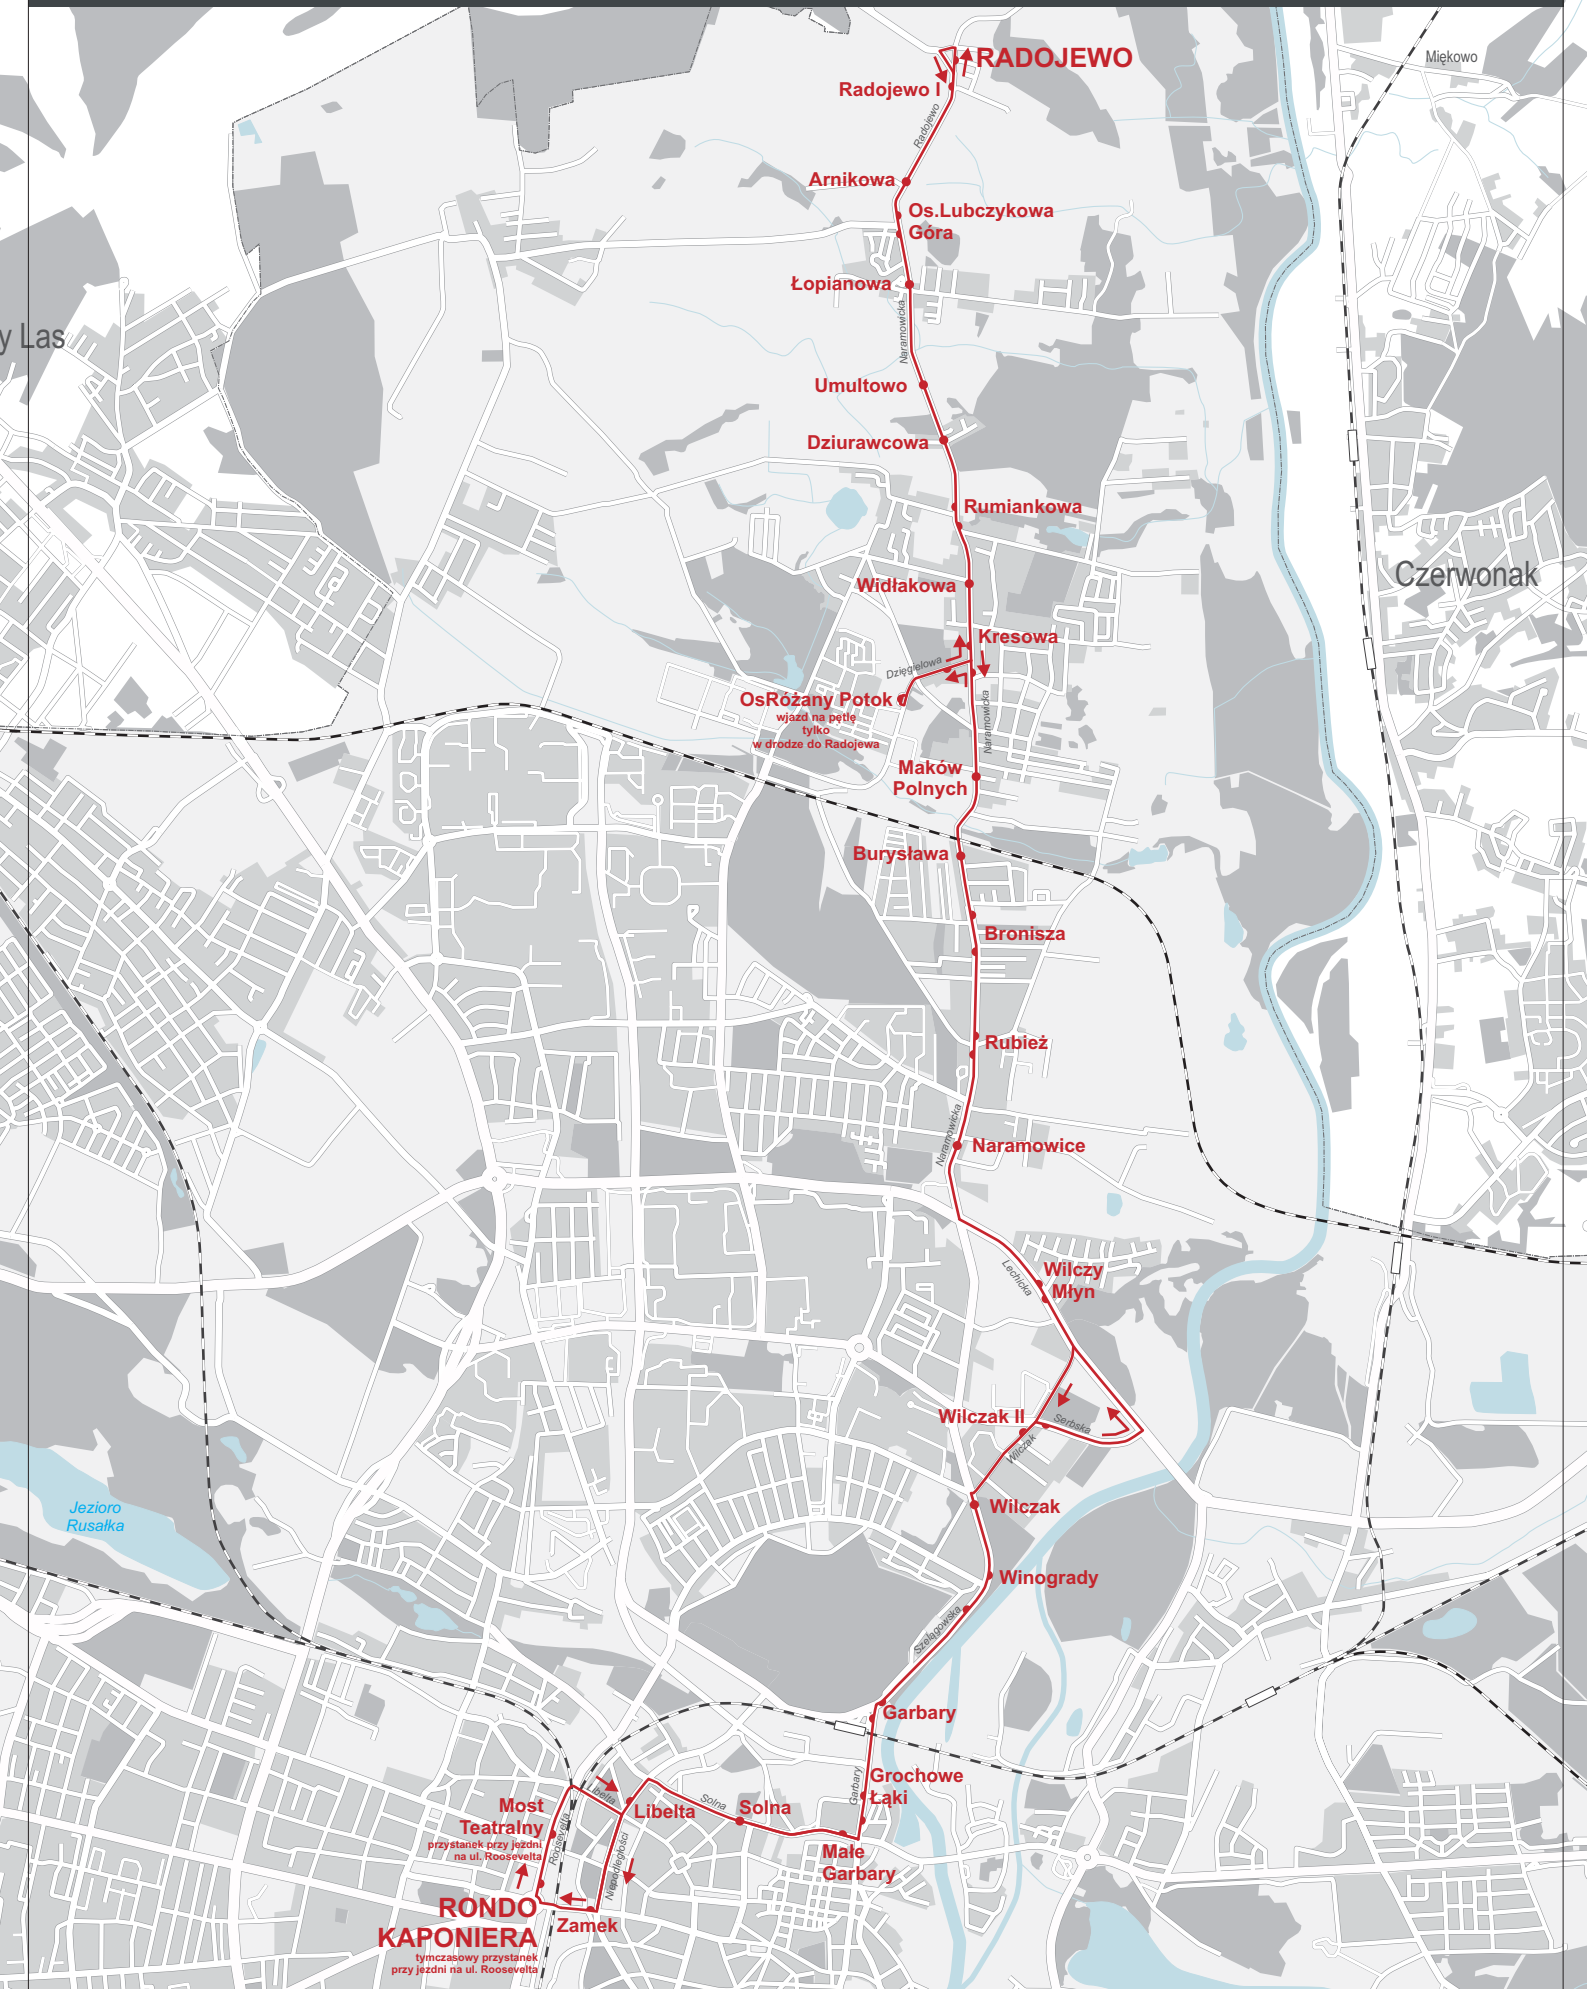 RADOJEWO
Miękowo
Radojewo I
Radojewo
Arnikowa
Os.Lubczykowa
Góra
Łopianowa
Naramowicka
y Las
Umultowo
Dziurawcowa
Rumiankowa
Czerwonak
Widłakowa
Kresowa
Dzięgielowa
OsRóżany Potok
wjazd na pętlę
tylko
w drodze do Radojewa
Naramowicka
Maków
Polnych
Burysława
Bronisza
Rubież
Naramowicka
Naramowice
Lechicka
Wilczy
Młyn
Wilczak II
Serbska
Wilczak
Wilczak
Jezioro
Rusałka
Winogrady
Szelągowska
Garbary
Garbary
Grochowe
Łąki
Libelta
Libelta
Solna
Solna
Most
Teatralny
przystanek przy jezdni
na ul. Roosevelta
Roosevelta
Niepodległości
Małe
Garbary
RONDO
KAPONIERA
tymczasowy przystanek
przy jezdni na ul. Roosevelta
Zamek